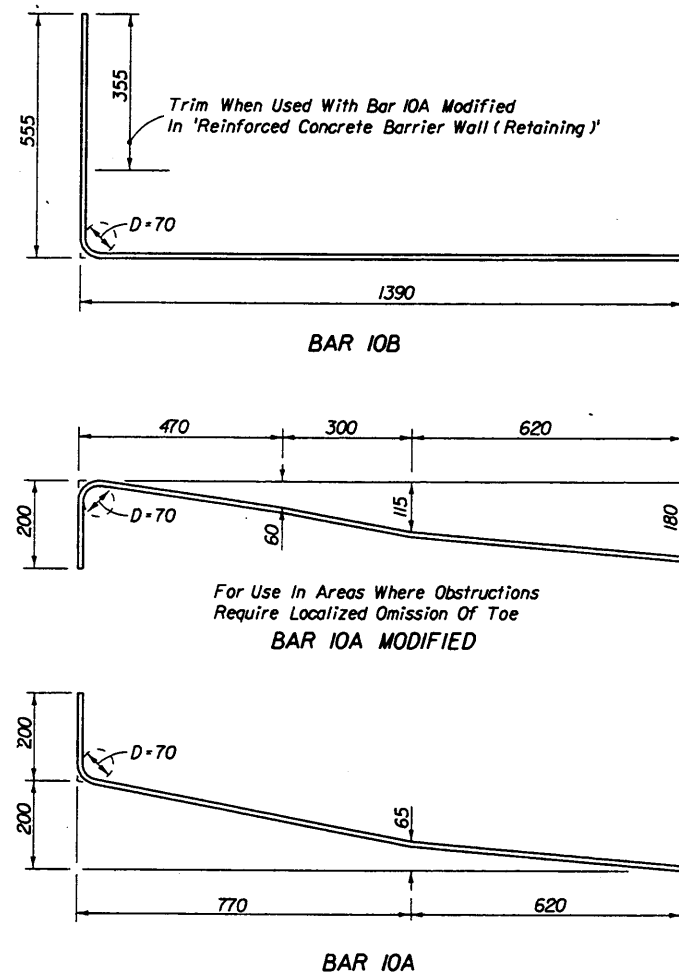 555
355
Trim When Used With Bar 10A Modified
In 'Reinforced Concrete Barrier Wall (Retaining)'
D=70
1390
BAR 10B
470
300
620
200
D=70
60
115
180
For Use In Areas Where Obstructions
Require Localized Omission Of Toe
BAR 10A MODIFIED
200
D=70
200
65
770
620
BAR 10A